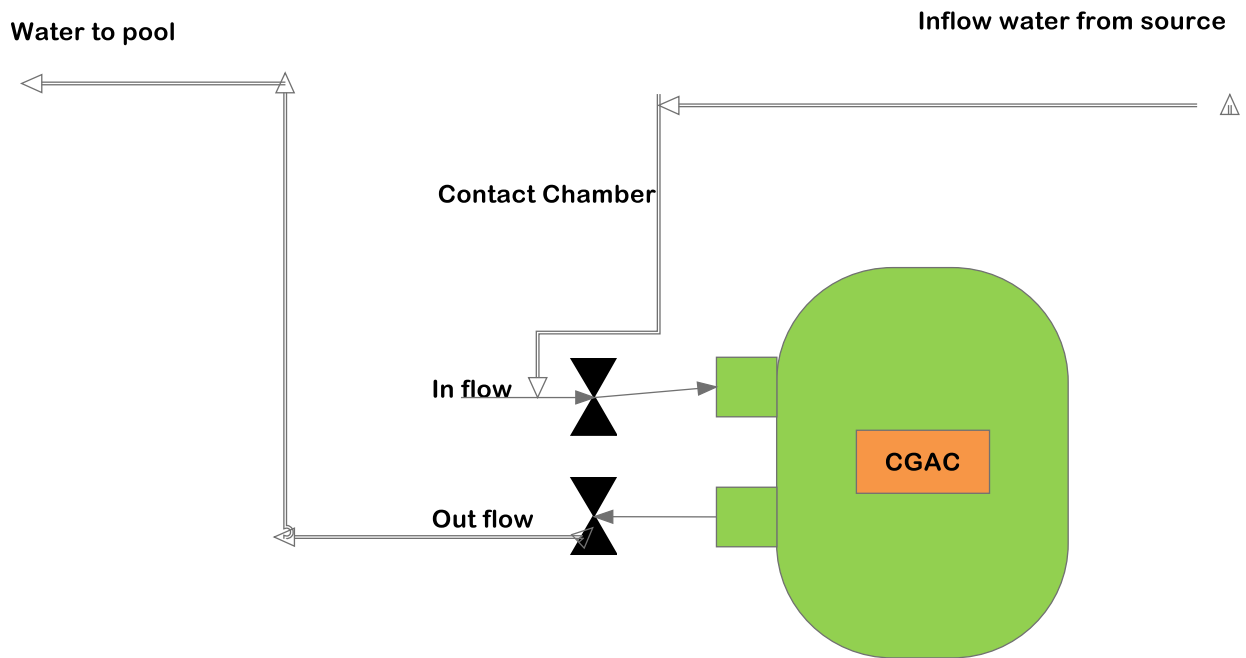 Water to pool
Inflow water from source
Contact Chamber
In flow
CGAC
Out flow